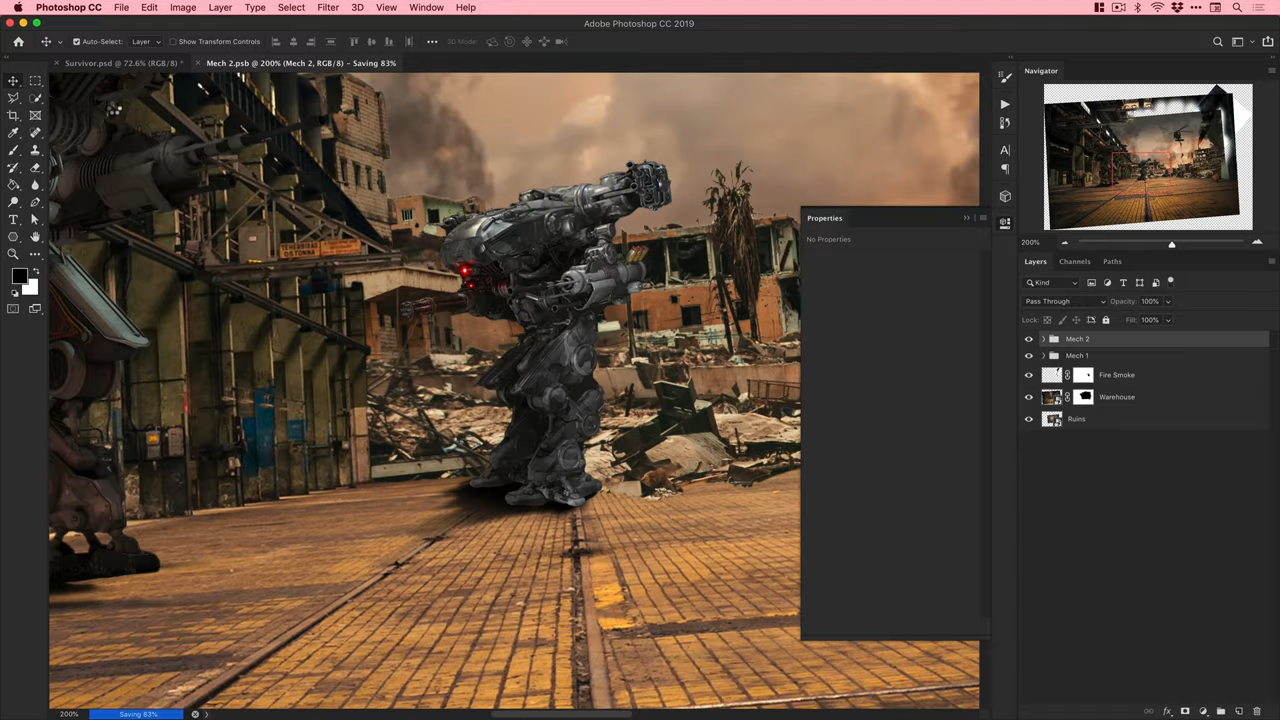 Photoshop CC File Edit Image Layer Type Select Filter 3D View Window Help
Adobe Photoshop CC 2019
Auto-Select: Layer Show Transform Controls 3D Mode:
Survivor.psd @ 72.6% (RGB/8) * Mech 2.psb @ 200% (Mech 2, RGB/8) – Saving 83%
Navigator
200%
Properties
No Properties
Layers Channels Paths
Kind
Pass Through Opacity: 100%
Lock: Fill: 100%
Mech 2
Mech 1
Fire Smoke
Warehouse
Ruins
200% Saving 83%